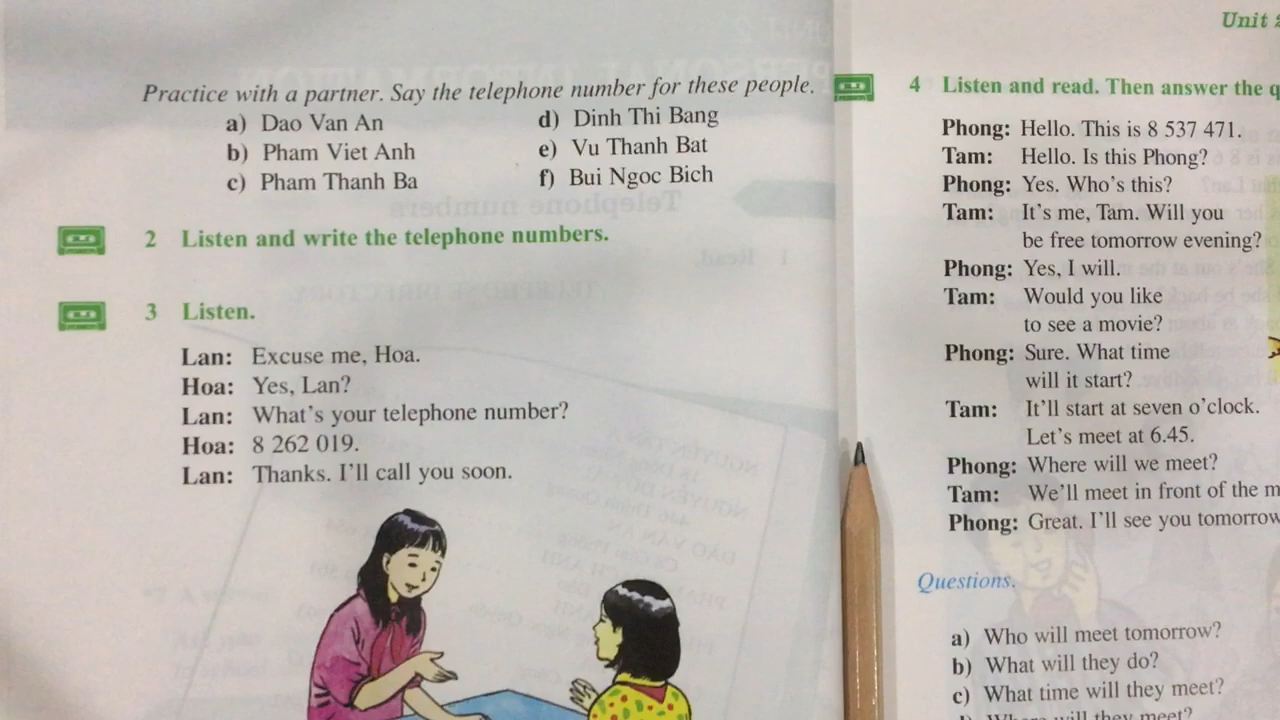 Practice with a partner. Say the telephone number for these people.
a) Dao Van An
b) Pham Viet Anh
c) Pham Thanh Ba
d) Dinh Thi Bang
e) Vu Thanh Bat
f) Bui Ngoc Bich
2 Listen and write the telephone numbers.
3 Listen.
Lan: Excuse me, Hoa.
Hoa: Yes, Lan?
Lan: What's your telephone number?
Hoa: 8 262 019.
Lan: Thanks. I'll call you soon.
Unit
4 Listen and read. Then answer the
Phong: Hello. This is 8 537 471.
Tam: Hello. Is this Phong?
Phong: Yes. Who's this?
Tam: It's me, Tam. Will you
be free tomorrow evening?
Phong: Yes, I will.
Tam: Would you like
to see a movie?
Phong: Sure. What time
will it start?
Tam: It'll start at seven o'clock.
Let's meet at 6.45.
Phong: Where will we meet?
Tam: We'll meet in front of the
Phong: Great. I'll see you tomorrow
Questions.
a) Who will meet tomorrow?
b) What will they do?
c) What time will they meet?
will they meet?